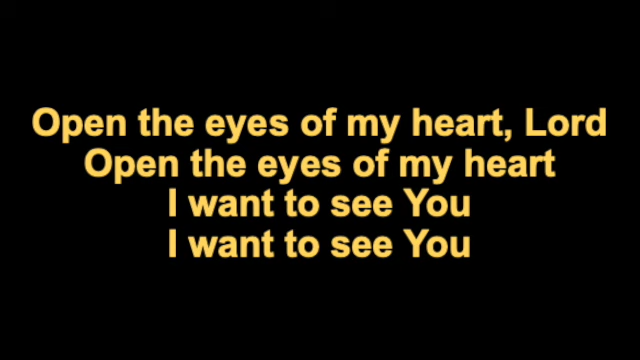 Open the eyes of my heart, Lord
Open the eyes of my heart
I want to see You
I want to see You